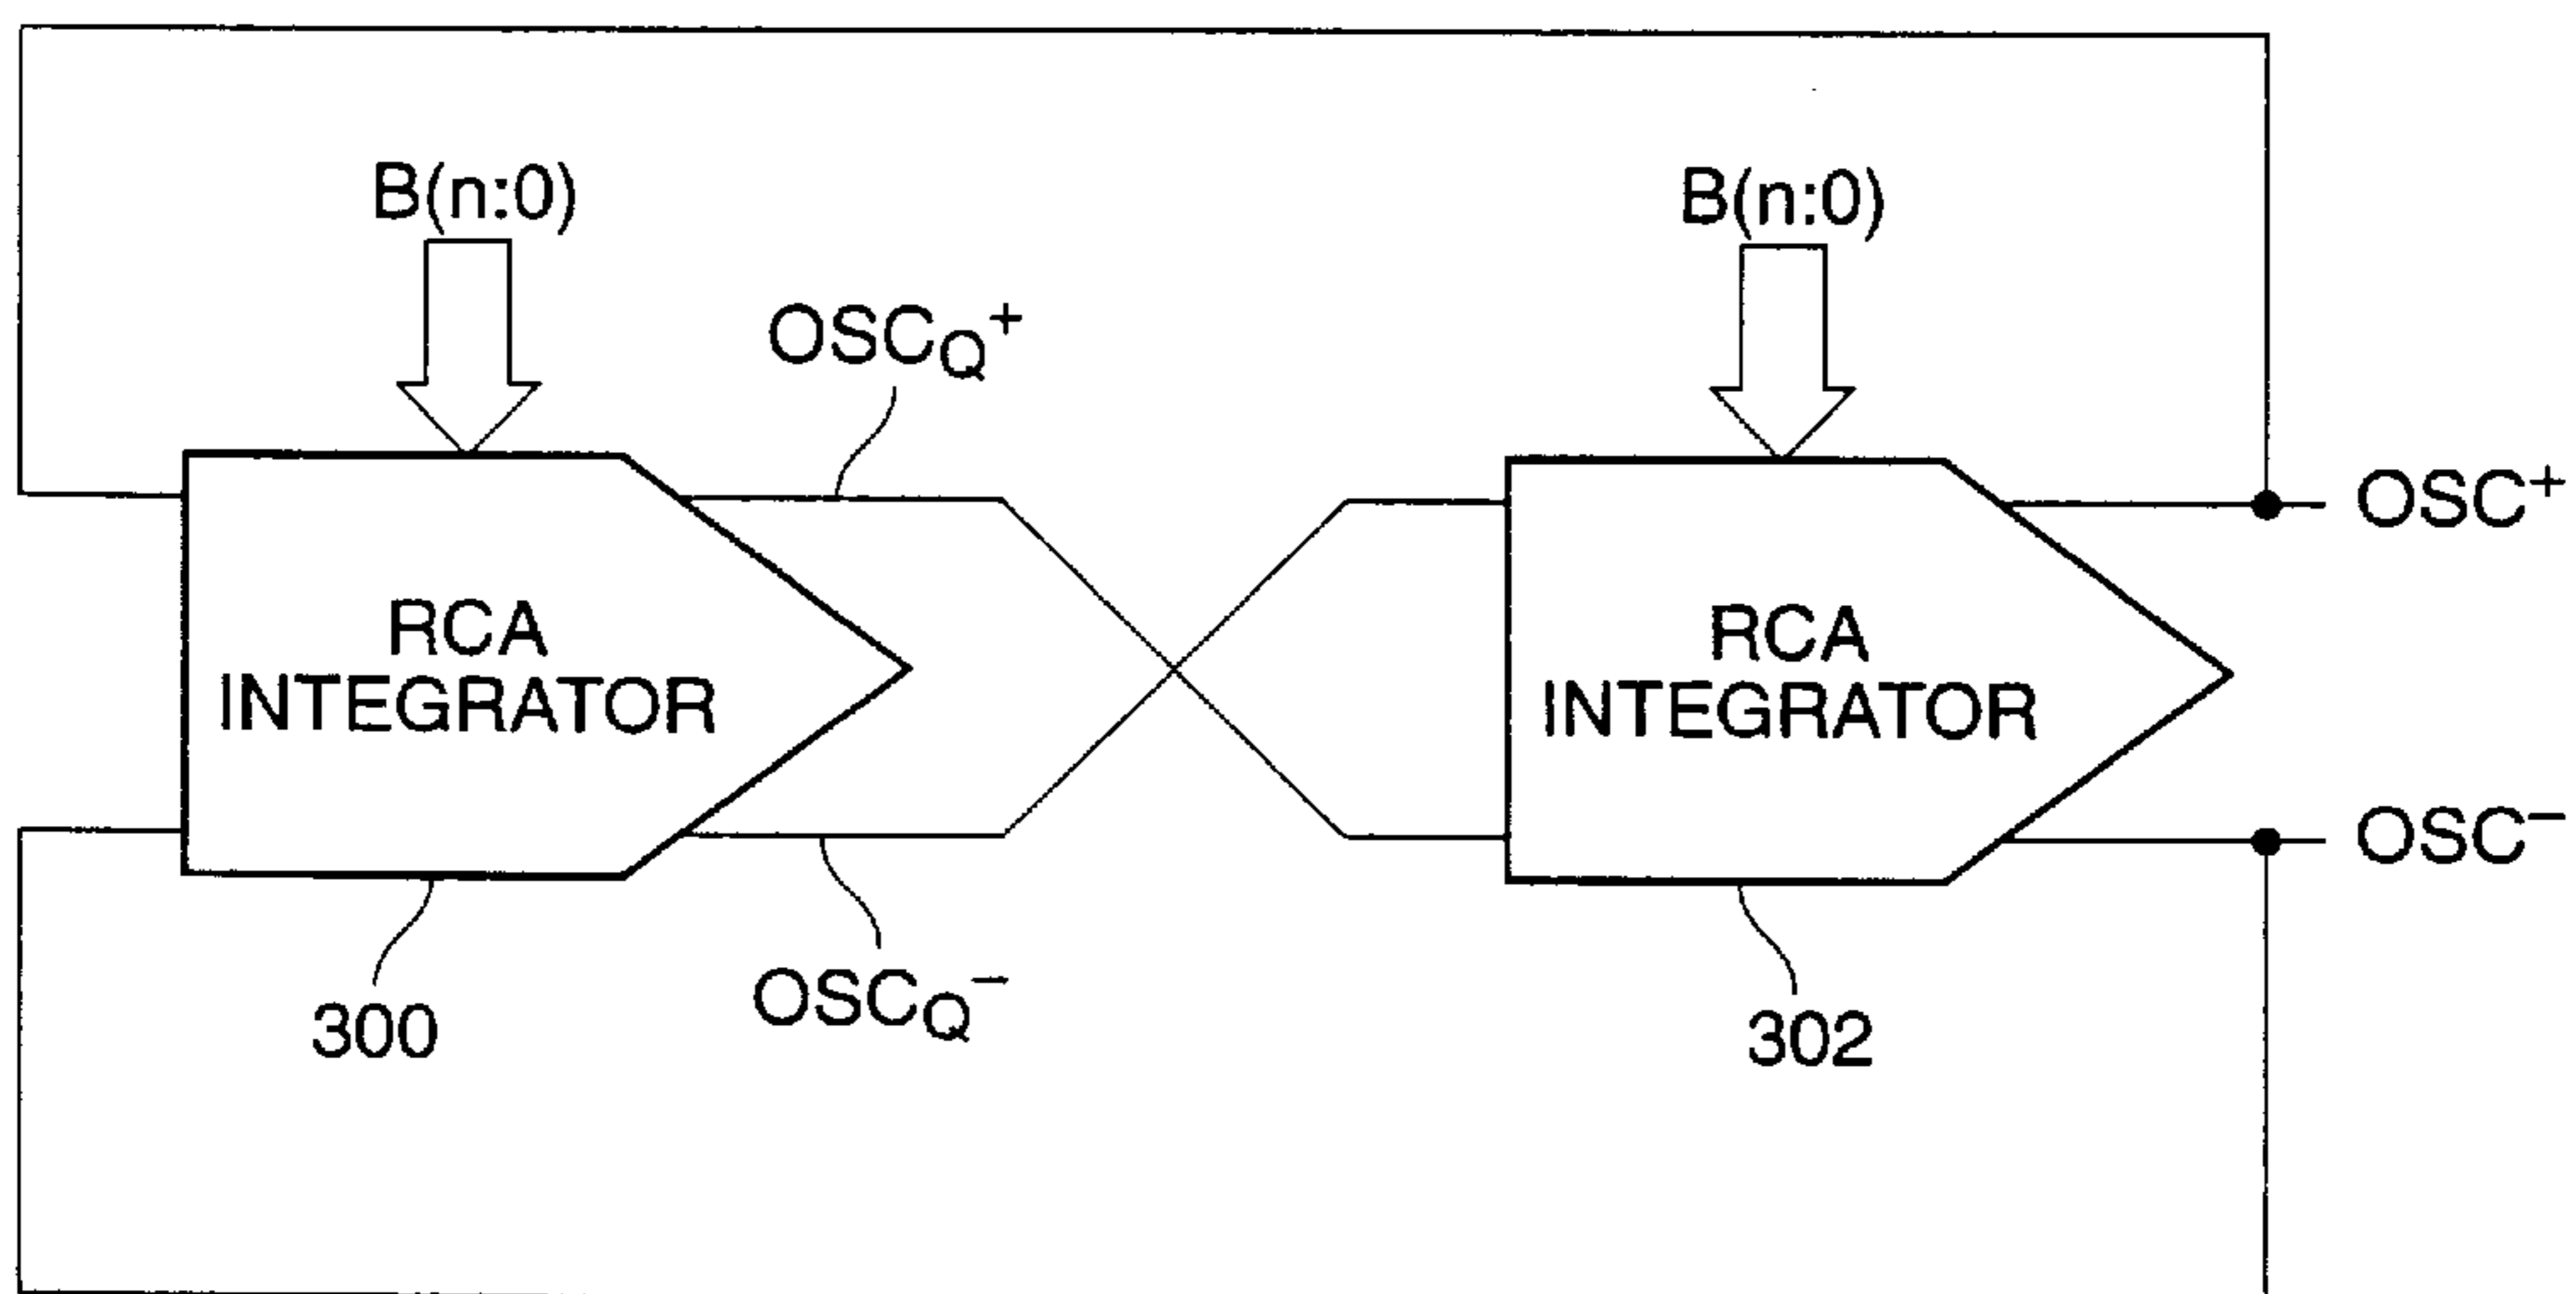 B(n:0)
B(n:0)
OSCQ+
OSC+
RCA
INTEGRATOR
RCA
INTEGRATOR
OSC−
OSCQ−
300
302